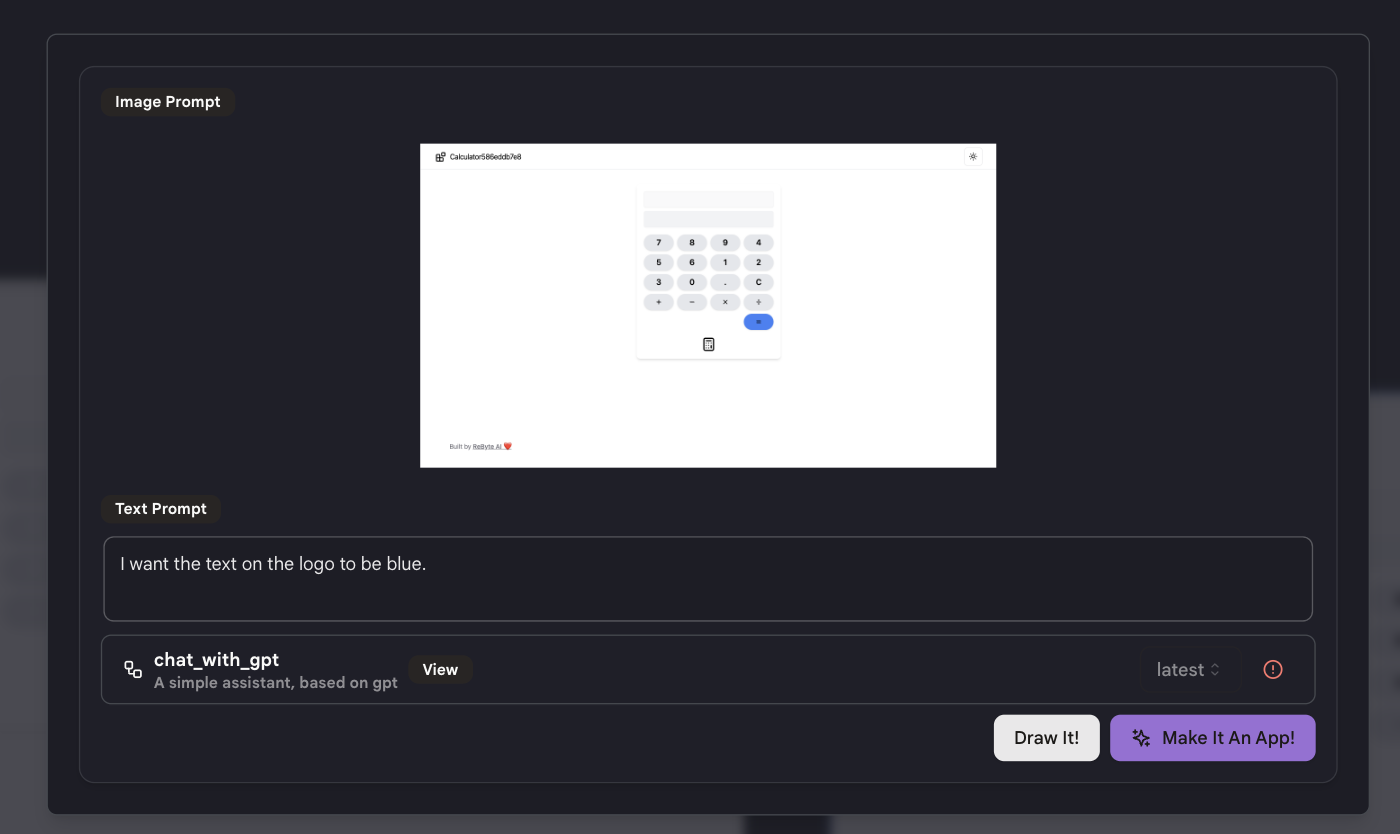 Image Prompt
Calculator586eddb7e8
7 8 9 4
5 6 1 2
3 0 . C
+ − × ÷
=
Built by ReByte AI ❤️
Text Prompt
I want the text on the logo to be blue.
chat_with_gpt
A simple assistant, based on gpt
View
latest
Draw It!
Make It An App!